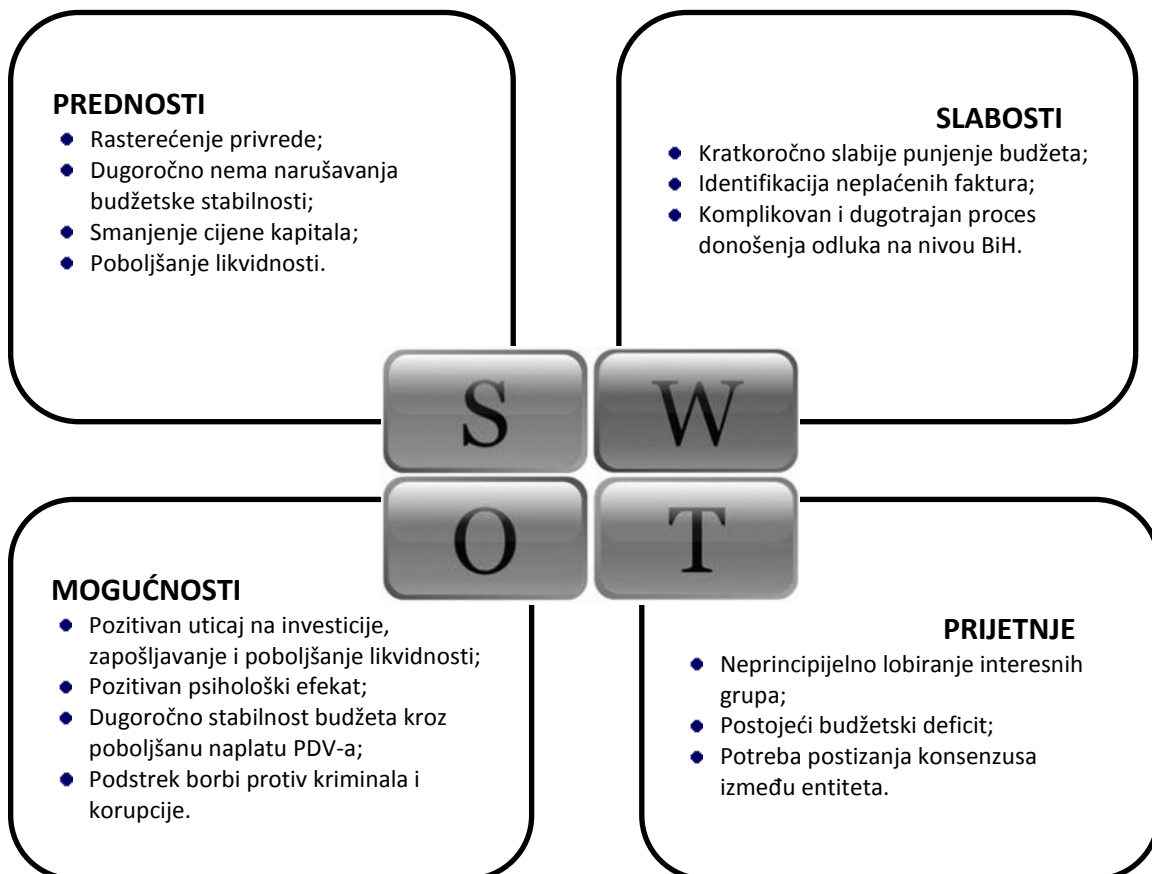 PREDNOSTI
Rasterećenje privrede;
Dugoročno nema narušavanja
budžetske stabilnosti;
Smanjenje cijene kapitala;
Poboljšanje likvidnosti.
SLABOSTI
Kratkoročno slabije punjenje budžeta;
Identifikacija neplaćenih faktura;
Komplikovan i dugotrajan proces
donošenja odluka na nivou BiH.
S
W
O
T
MOGUĆNOSTI
Pozitivan uticaj na investicije,
zapošljavanje i poboljšanje likvidnosti;
Pozitivan psihološki efekat;
Dugoročno stabilnost budžeta kroz
poboljšanu naplatu PDV-a;
Podstrek borbi protiv kriminala i
korupcije.
PRIJETNJE
Neprincipijelno lobiranje interesnih
grupa;
Postojeći budžetski deficit;
Potreba postizanja konsenzusa
između entiteta.